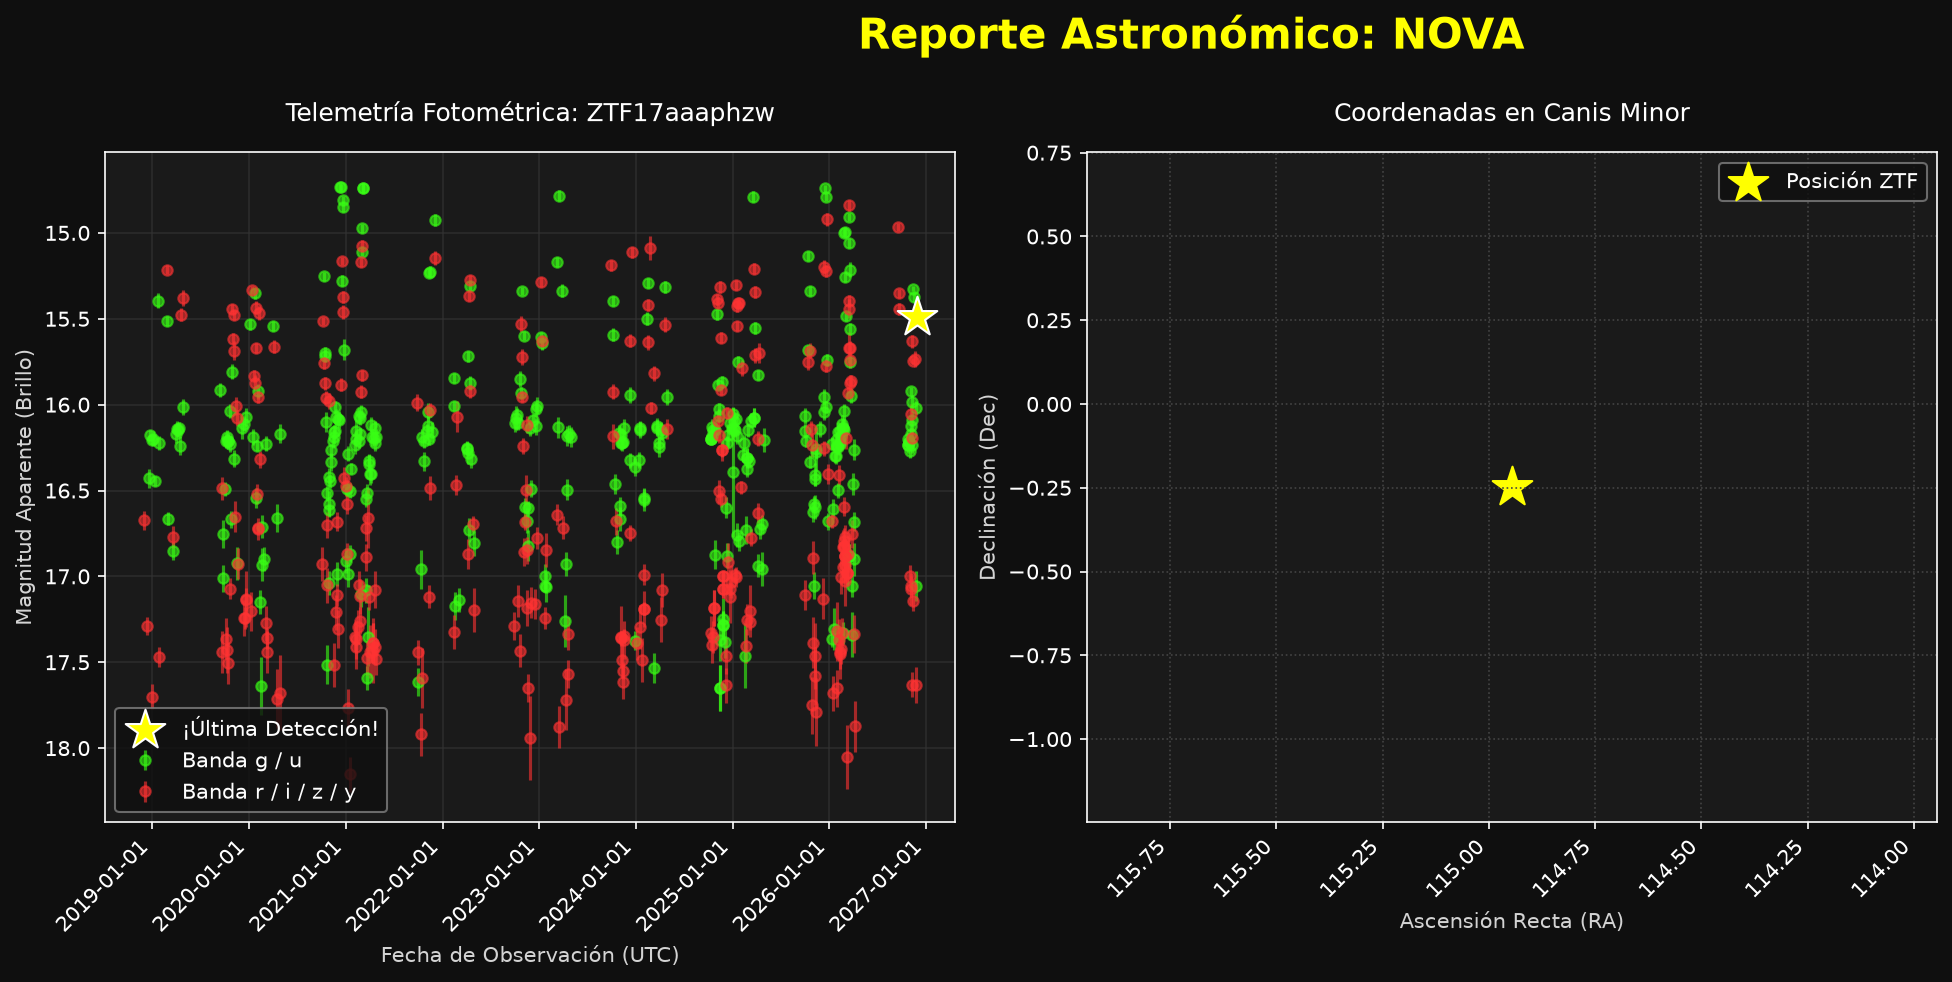 Reporte Astronómico: NOVA
Telemetría Fotométrica: ZTF17aaaphzw
Magnitud Aparente (Brillo)
15.0
15.5
16.0
16.5
17.0
17.5
18.0
¡Última Detección!
Banda g / u
Banda r / i / z / y
2019-01-01
2020-01-01
2021-01-01
2022-01-01
2023-01-01
2024-01-01
2025-01-01
2026-01-01
2027-01-01
Fecha de Observación (UTC)
Coordenadas en Canis Minor
Declinación (Dec)
0.75
0.50
0.25
0.00
−0.25
−0.50
−0.75
−1.00
Posición ZTF
115.75
115.50
115.25
115.00
114.75
114.50
114.25
114.00
Ascensión Recta (RA)